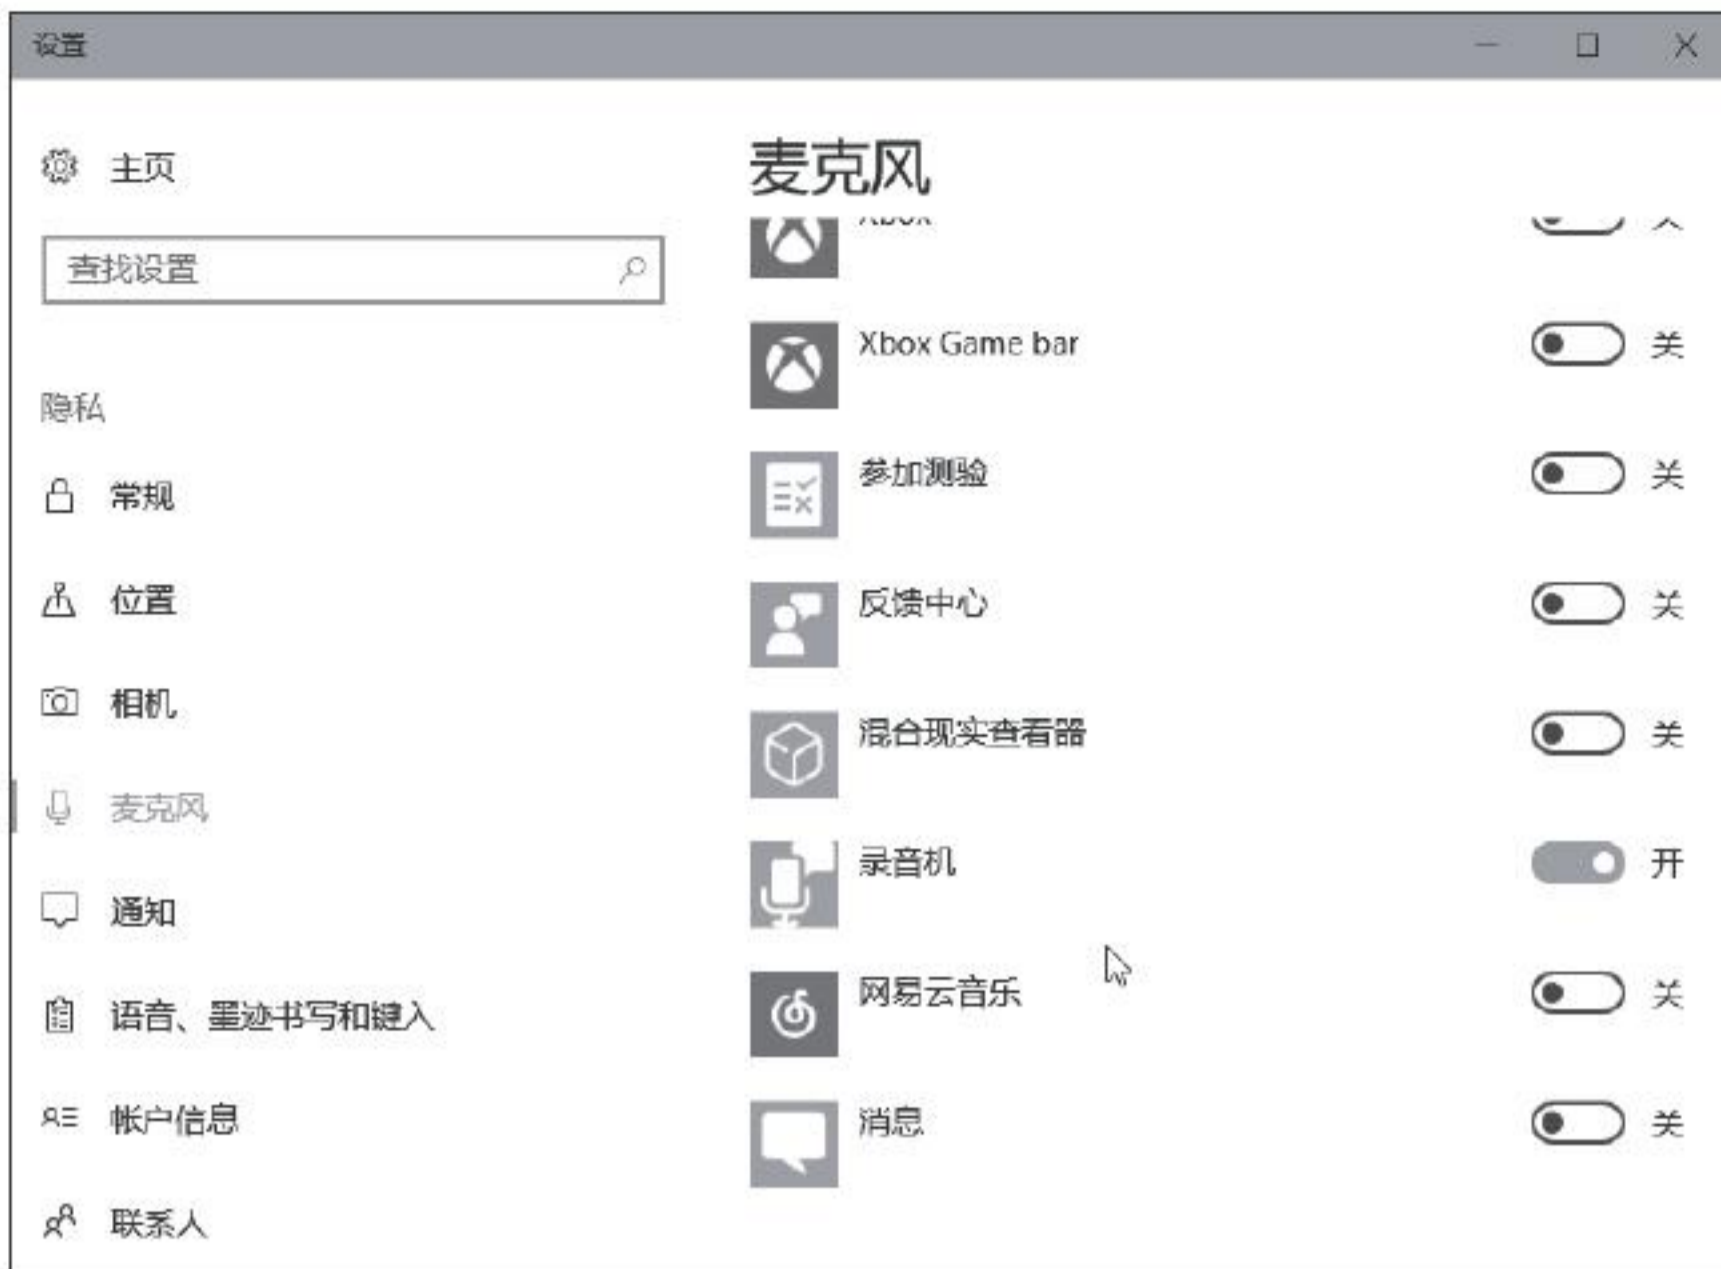 设置
主页
查找设置
隐私
常规
位置
相机
麦克风
通知
语音、墨迹书写和键入
帐户信息
联系人
麦克风
Xbox
Xbox Game bar 关
参加测验 关
反馈中心 关
混合现实查看器 关
录音机 开
网易云音乐 关
消息 关